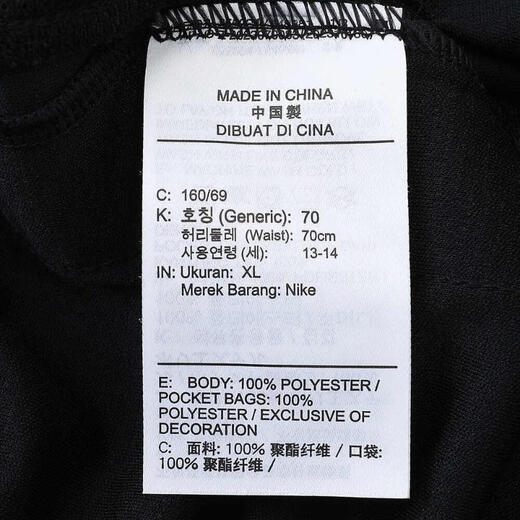 MADE IN CHINA
中国製
DIBUAT DI CINA
C: 160/69
K: 호칭 (Generic): 70
허리둘레 (Waist): 70cm
사용연령 (세): 13-14
IN: Ukuran: XL
Merek Barang: Nike
E: BODY: 100% POLYESTER /
POCKET BAGS: 100%
POLYESTER / EXCLUSIVE OF
DECORATION
C: 面料: 100% 聚酯纤维 / 口袋:
100% 聚酯纤维 /